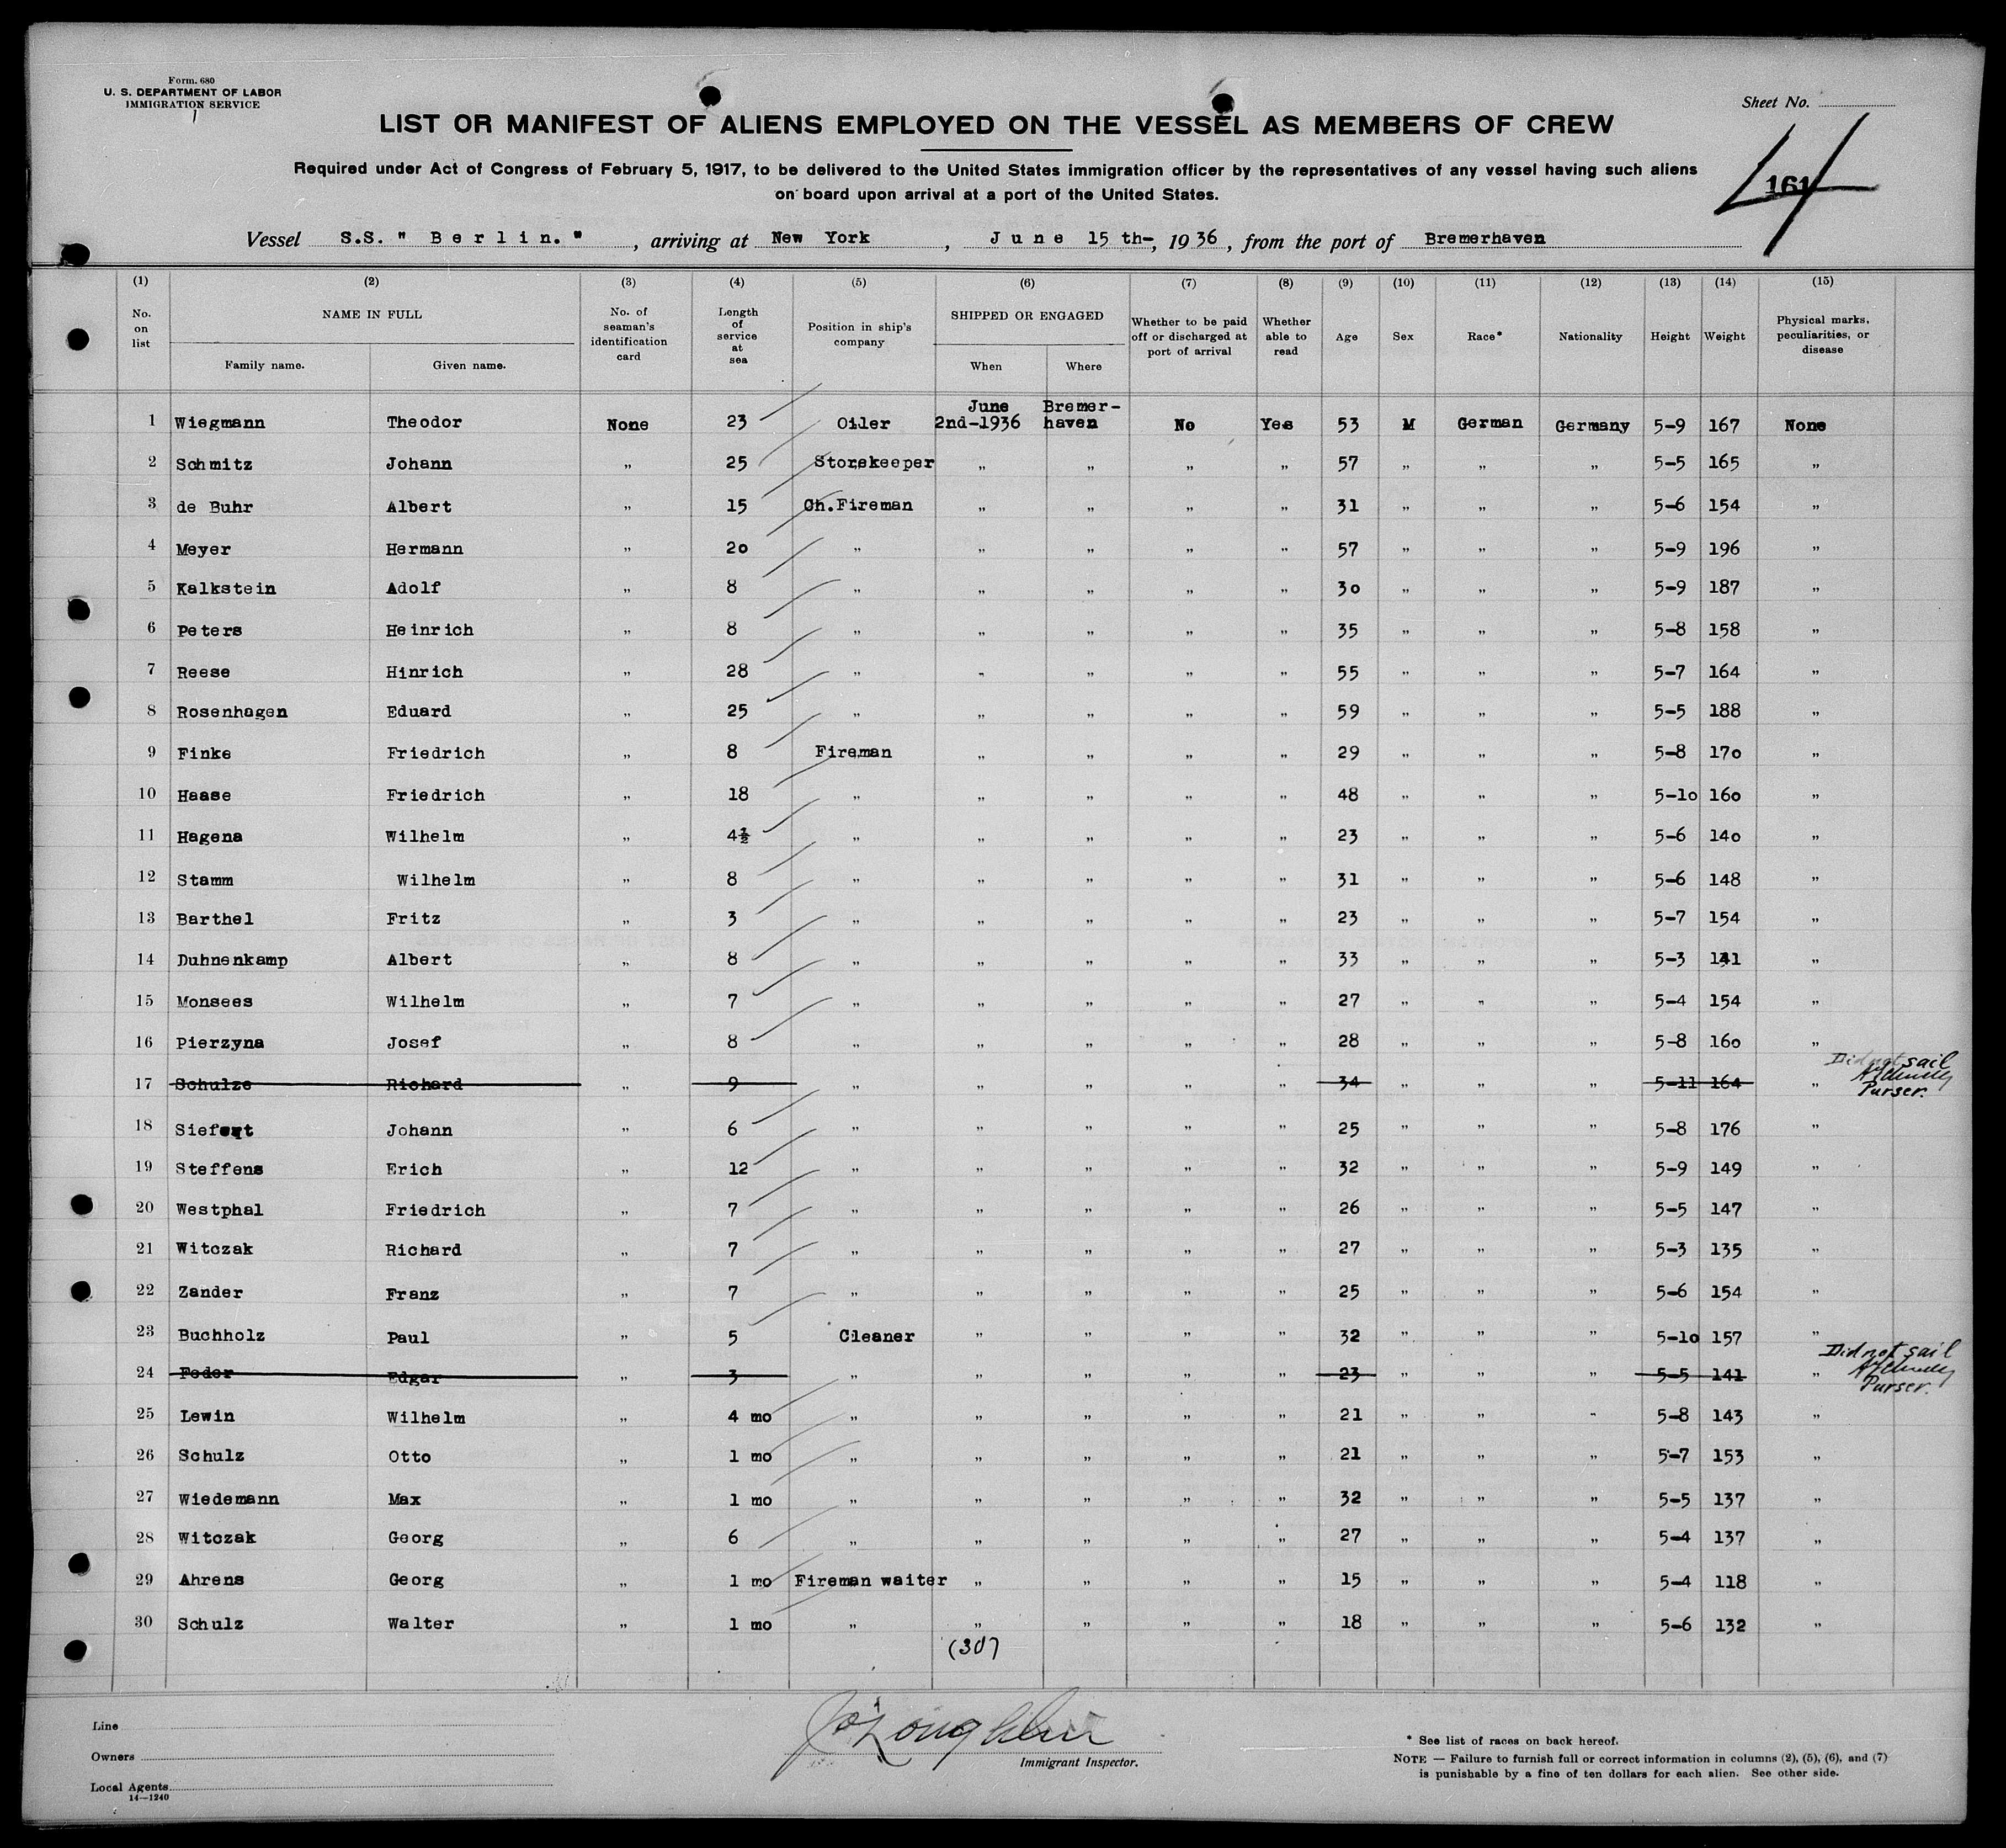 Form 680
U. S. DEPARTMENT OF LABOR
IMMIGRATION SERVICE
Sheet No.
LIST OR MANIFEST OF ALIENS EMPLOYED ON THE VESSEL AS MEMBERS OF CREW
Required under Act of Congress of February 5, 1917, to be delivered to the United States immigration officer by the representatives of any vessel having such aliens
on board upon arrival at a port of the United States.
161
4
Vessel S.S. " Berlin. " , arriving at New York , June 15 th-, 1936 , from the port of Bremerhaven
(1) (2) (3) (4) (5) (6) (7) (8) (9) (10) (11) (12) (13) (14) (15)
No. on list NAME IN FULL Family name. Given name. No. of seaman's identification card Length of service at sea Position in ship's company SHIPPED OR ENGAGED When Where Whether to be paid off or discharged at port of arrival Whether able to read Age Sex Race* Nationality Height Weight Physical marks, peculiarities, or disease
1 Wiegmann Theodor None 23 Oiler June 2nd-1936 Bremer-haven No Yes 53 M German Germany 5-9 167 None
2 Schmitz Johann „ 25 Storekeeper „ „ „ „ 57 „ „ „ 5-5 165 „
3 de Buhr Albert „ 15 Ch.Fireman „ „ „ „ 31 „ „ „ 5-6 154 „
4 Meyer Hermann „ 20 „ „ „ „ „ 57 „ „ „ 5-9 196 „
5 Kalkstein Adolf „ 8 „ „ „ „ „ 30 „ „ „ 5-9 187 „
6 Peters Heinrich „ 8 „ „ „ „ „ 35 „ „ „ 5-8 158 „
7 Reese Hinrich „ 28 „ „ „ „ „ 55 „ „ „ 5-7 164 „
8 Rosenhagen Eduard „ 25 „ „ „ „ „ 59 „ „ „ 5-5 188 „
9 Finke Friedrich „ 8 Fireman „ „ „ „ 29 „ „ „ 5-8 170 „
10 Haase Friedrich „ 18 „ „ „ „ „ 48 „ „ „ 5-10 160 „
11 Hagena Wilhelm „ 4½ „ „ „ „ „ 23 „ „ „ 5-6 140 „
12 Stamm Wilhelm „ 8 „ „ „ „ „ 31 „ „ „ 5-6 148 „
13 Barthel Fritz „ 3 „ „ „ „ „ 23 „ „ „ 5-7 154 „
14 Duhnenkamp Albert „ 8 „ „ „ „ „ 33 „ „ „ 5-3 „
15 Monsees Wilhelm „ 7 „ „ „ „ „ 27 „ „ „ 5-4 154 „
16 Pierzyna Josef „ 8 „ „ „ „ „ 28 „ „ „ 5-8 160 „
17 Schulze Richard „ 9 „ „ „ „ „ 34 „ „ „ 5-11 164 „ Did not sail Purser.
18 Siefert Johann „ 6 „ „ „ „ „ 25 „ „ „ 5-8 176 „
19 Steffens Erich „ 12 „ „ „ „ „ 32 „ „ „ 5-9 149 „
20 Westphal Friedrich „ 7 „ „ „ „ „ 26 „ „ „ 5-5 147 „
21 Witczak Richard „ 7 „ „ „ „ „ 27 „ „ „ 5-3 135 „
22 Zander Franz „ 7 „ „ „ „ „ 25 „ „ „ 5-6 154 „
23 Buchholz Paul „ 5 Cleaner „ „ „ „ 32 „ „ „ 5-10 157 „
24 Feder Edgar „ 3 „ „ „ „ „ 23 „ „ „ 5-5 141 „ Did not sail Purser.
25 Lewin Wilhelm „ 4 mo „ „ „ „ „ 21 „ „ „ 5-8 143 „
26 Schulz Otto „ 1 mo „ „ „ „ „ 21 „ „ „ 5-7 153 „
27 Wiedemann Max „ 1 mo „ „ „ „ „ 32 „ „ „ 5-5 137 „
28 Witczak Georg „ 6 „ „ „ „ „ 27 „ „ „ 5-4 137 „
29 Ahrens Georg „ 1 mo Fireman waiter „ „ „ „ 15 „ „ „ 5-4 118 „
30 Schulz Walter „ 1 mo „ „ „ „ „ 18 „ „ „ 5-6 132 „
(30)
Line
Owners
Local Agents
14—1240
Immigrant Inspector.
* See list of races on back hereof.
NOTE — Failure to furnish full or correct information in columns (2), (5), (6), and (7)
is punishable by a fine of ten dollars for each alien. See other side.